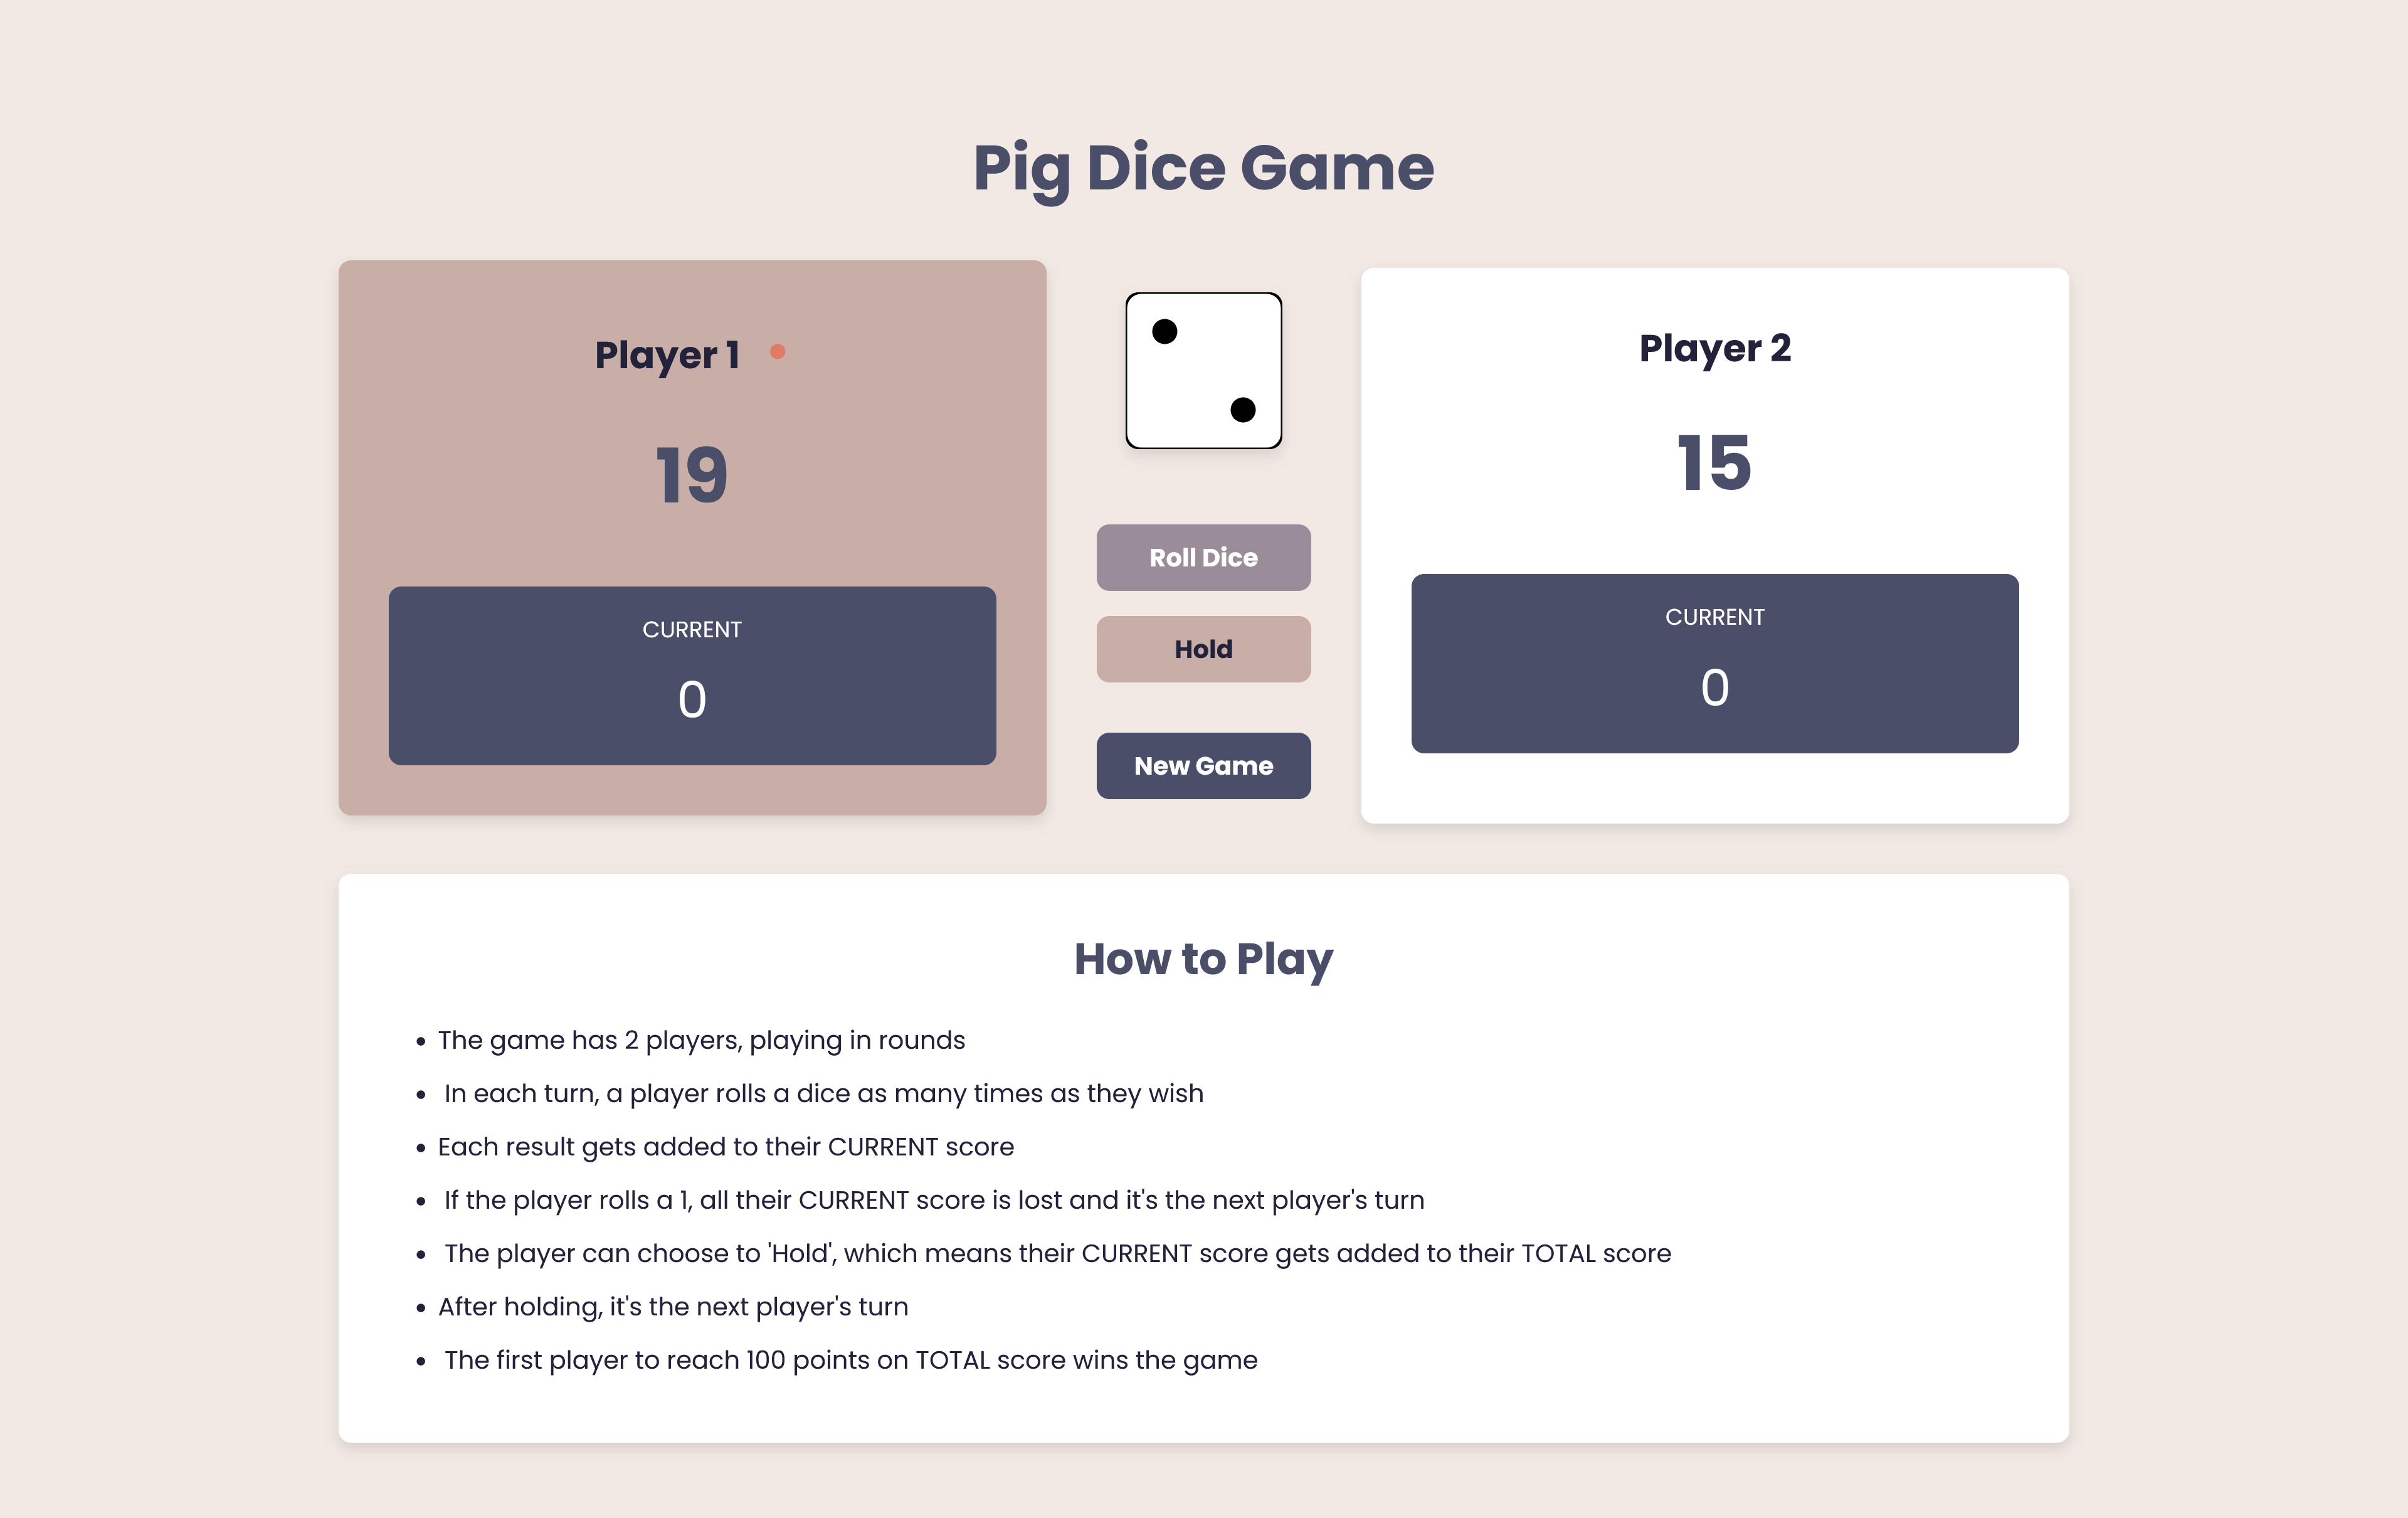 Pig Dice Game
Player 1
19
CURRENT
0
Roll Dice
Hold
New Game
Player 2
15
CURRENT
0
How to Play
The game has 2 players, playing in rounds
In each turn, a player rolls a dice as many times as they wish
Each result gets added to their CURRENT score
If the player rolls a 1, all their CURRENT score is lost and it's the next player's turn
The player can choose to 'Hold', which means their CURRENT score gets added to their TOTAL score
After holding, it's the next player's turn
The first player to reach 100 points on TOTAL score wins the game